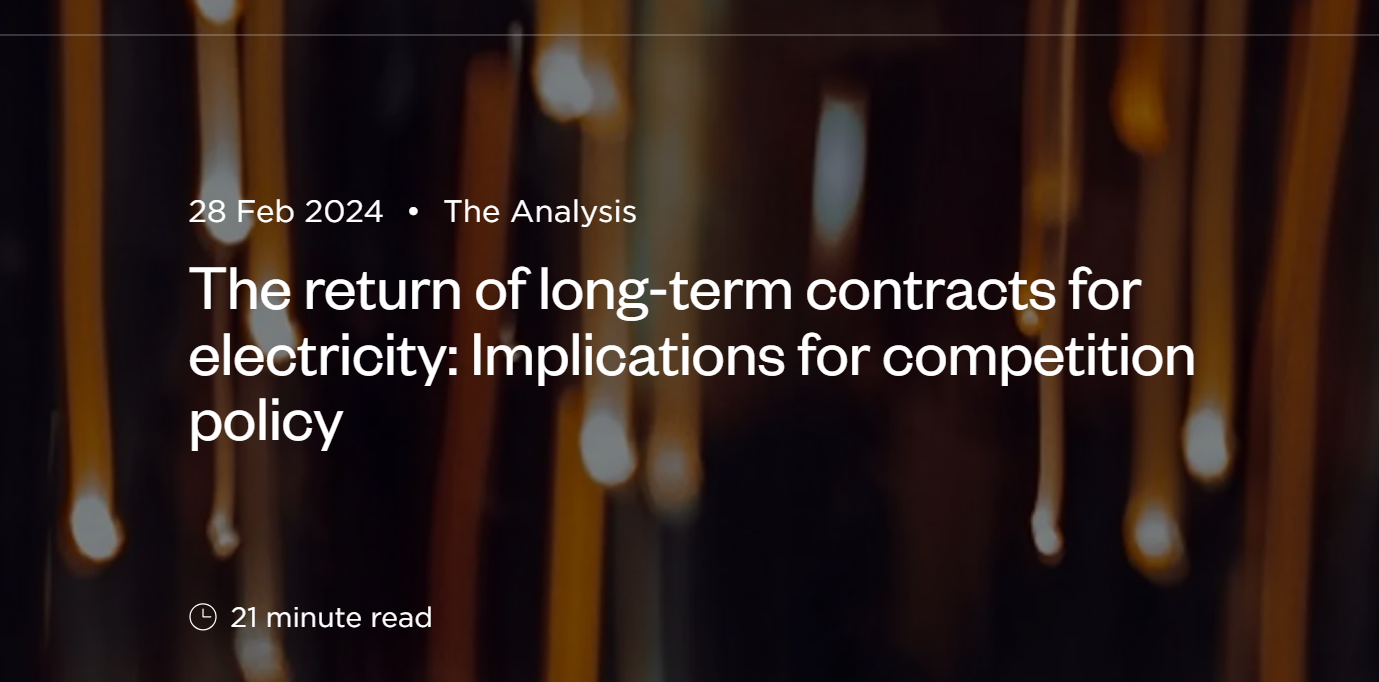 28 Feb 2024 • The Analysis
The return of long-term contracts for
electricity: Implications for competition
policy
21 minute read